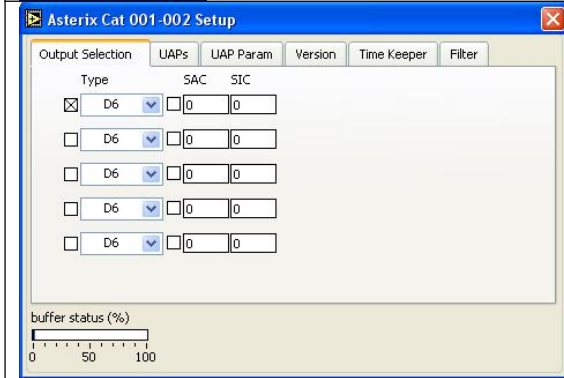 Asterix Cat 001-002 Setup
Output Selection UAPs UAP Param Version Time Keeper Filter
Type SAC SIC
D6 0 0
D6 0 0
D6 0 0
D6 0 0
D6 0 0
buffer status (%)
0 50 100